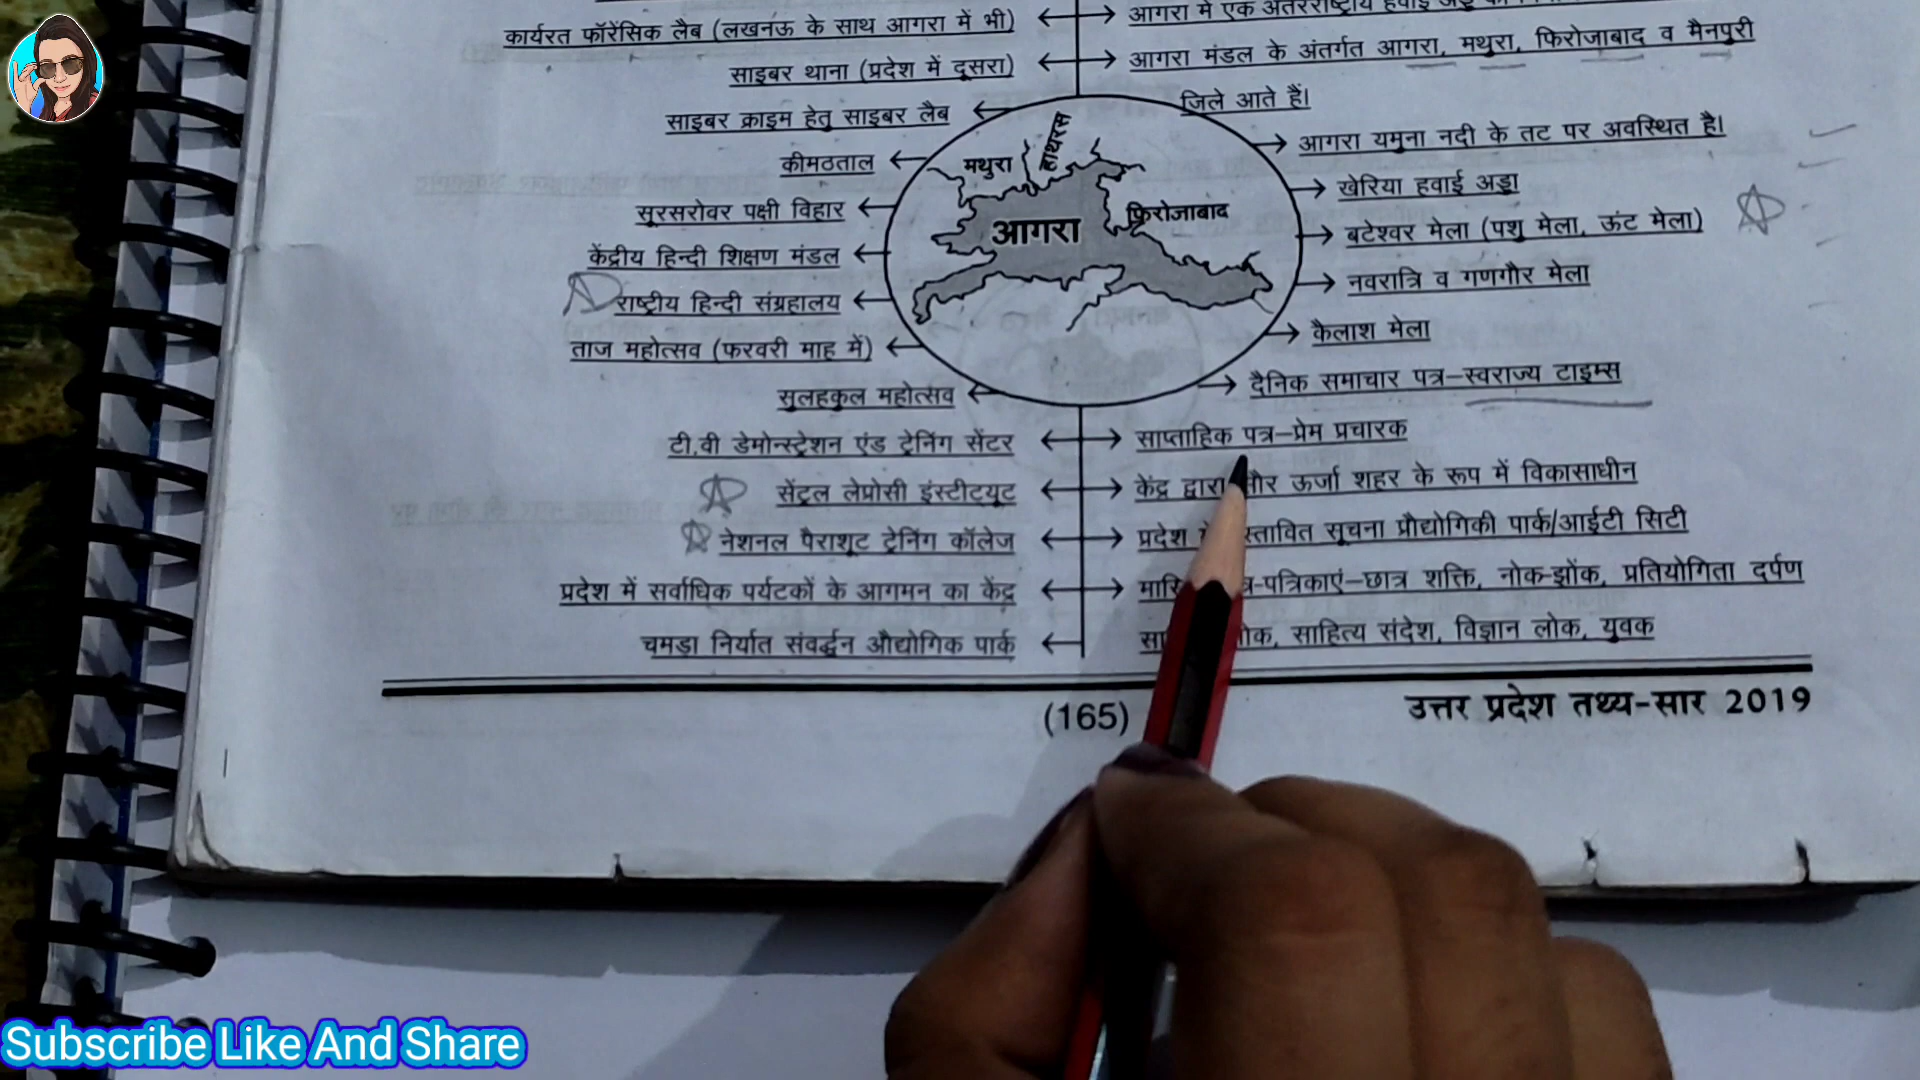 कार्यरत फॉरेंसिक लैब (लखनऊ के साथ आगरा में भी)
साइबर थाना (प्रदेश में दूसरा)
साइबर क्राइम हेतु साइबर लैब
कीमठताल
सूरसरोवर पक्षी विहार
केंद्रीय हिन्दी शिक्षण मंडल
राष्ट्रीय हिन्दी संग्रहालय
ताज महोत्सव (फरवरी माह में)
सुलहकुल महोत्सव
टी.वी डेमोन्स्ट्रेशन एंड ट्रेनिंग सेंटर
सेंट्रल लेप्रोसी इंस्टीट्यूट
नेशनल पैराशूट ट्रेनिंग कॉलेज
प्रदेश में सर्वाधिक पर्यटकों के आगमन का केंद्र
चमड़ा निर्यात संवर्द्धन औद्योगिक पार्क
मथुरा
हाथरस
आगरा
फ़िरोजाबाद
आगरा में एक अंतरराष्ट्रीय हवाई अड्डे
आगरा मंडल के अंतर्गत आगरा, मथुरा, फिरोजाबाद व मैनपुरी
जिले आते हैं।
आगरा यमुना नदी के तट पर अवस्थित है।
खेरिया हवाई अड्डा
बटेश्वर मेला (पशु मेला, ऊंट मेला)
नवरात्रि व गणगौर मेला
कैलाश मेला
दैनिक समाचार पत्र–स्वराज्य टाइम्स
साप्ताहिक पत्र–प्रेम प्रचारक
केंद्र द्वारा ऊर्जा शहर के रूप में विकासाधीन
प्रदेश सूचना प्रौद्योगिकी पार्क/आईटी सिटी
पत्रिकाएं–छात्र शक्ति, नोक-झोंक, प्रतियोगिता दर्पण
साहित्य संदेश, विज्ञान लोक, युवक
(165)
उत्तर प्रदेश तथ्य-सार 2019
Subscribe Like And Share